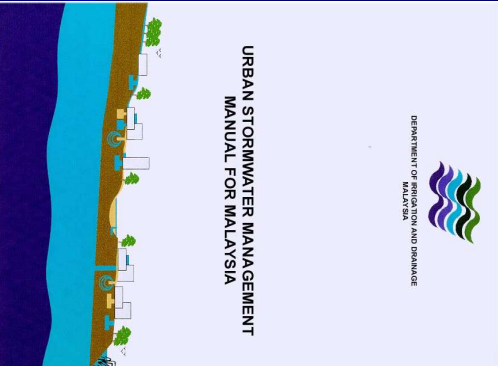 DEPARTMENT OF IRRIGATION AND DRAINAGE
MALAYSIA
URBAN STORMWATER MANAGEMENT
MANUAL FOR MALAYSIA